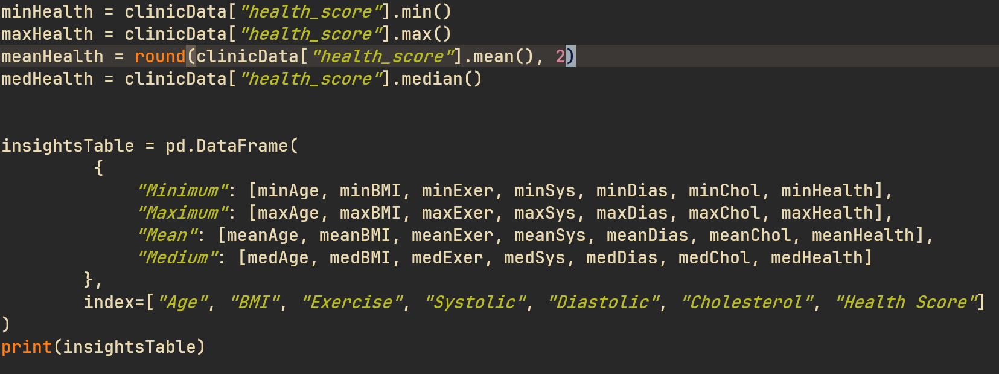 minHealth = clinicData["health_score"].min()
maxHealth = clinicData["health_score"].max()
meanHealth = round(clinicData["health_score"].mean(), 2)
medHealth = clinicData["health_score"].median()
insightsTable = pd.DataFrame(
{
"Minimum": [minAge, minBMI, minExer, minSys, minDias, minChol, minHealth],
"Maximum": [maxAge, maxBMI, maxExer, maxSys, maxDias, maxChol, maxHealth],
"Mean": [meanAge, meanBMI, meanExer, meanSys, meanDias, meanChol, meanHealth],
"Medium": [medAge, medBMI, medExer, medSys, medDias, medChol, medHealth]
},
index=["Age", "BMI", "Exercise", "Systolic", "Diastolic", "Cholesterol", "Health Score"]
)
print(insightsTable)